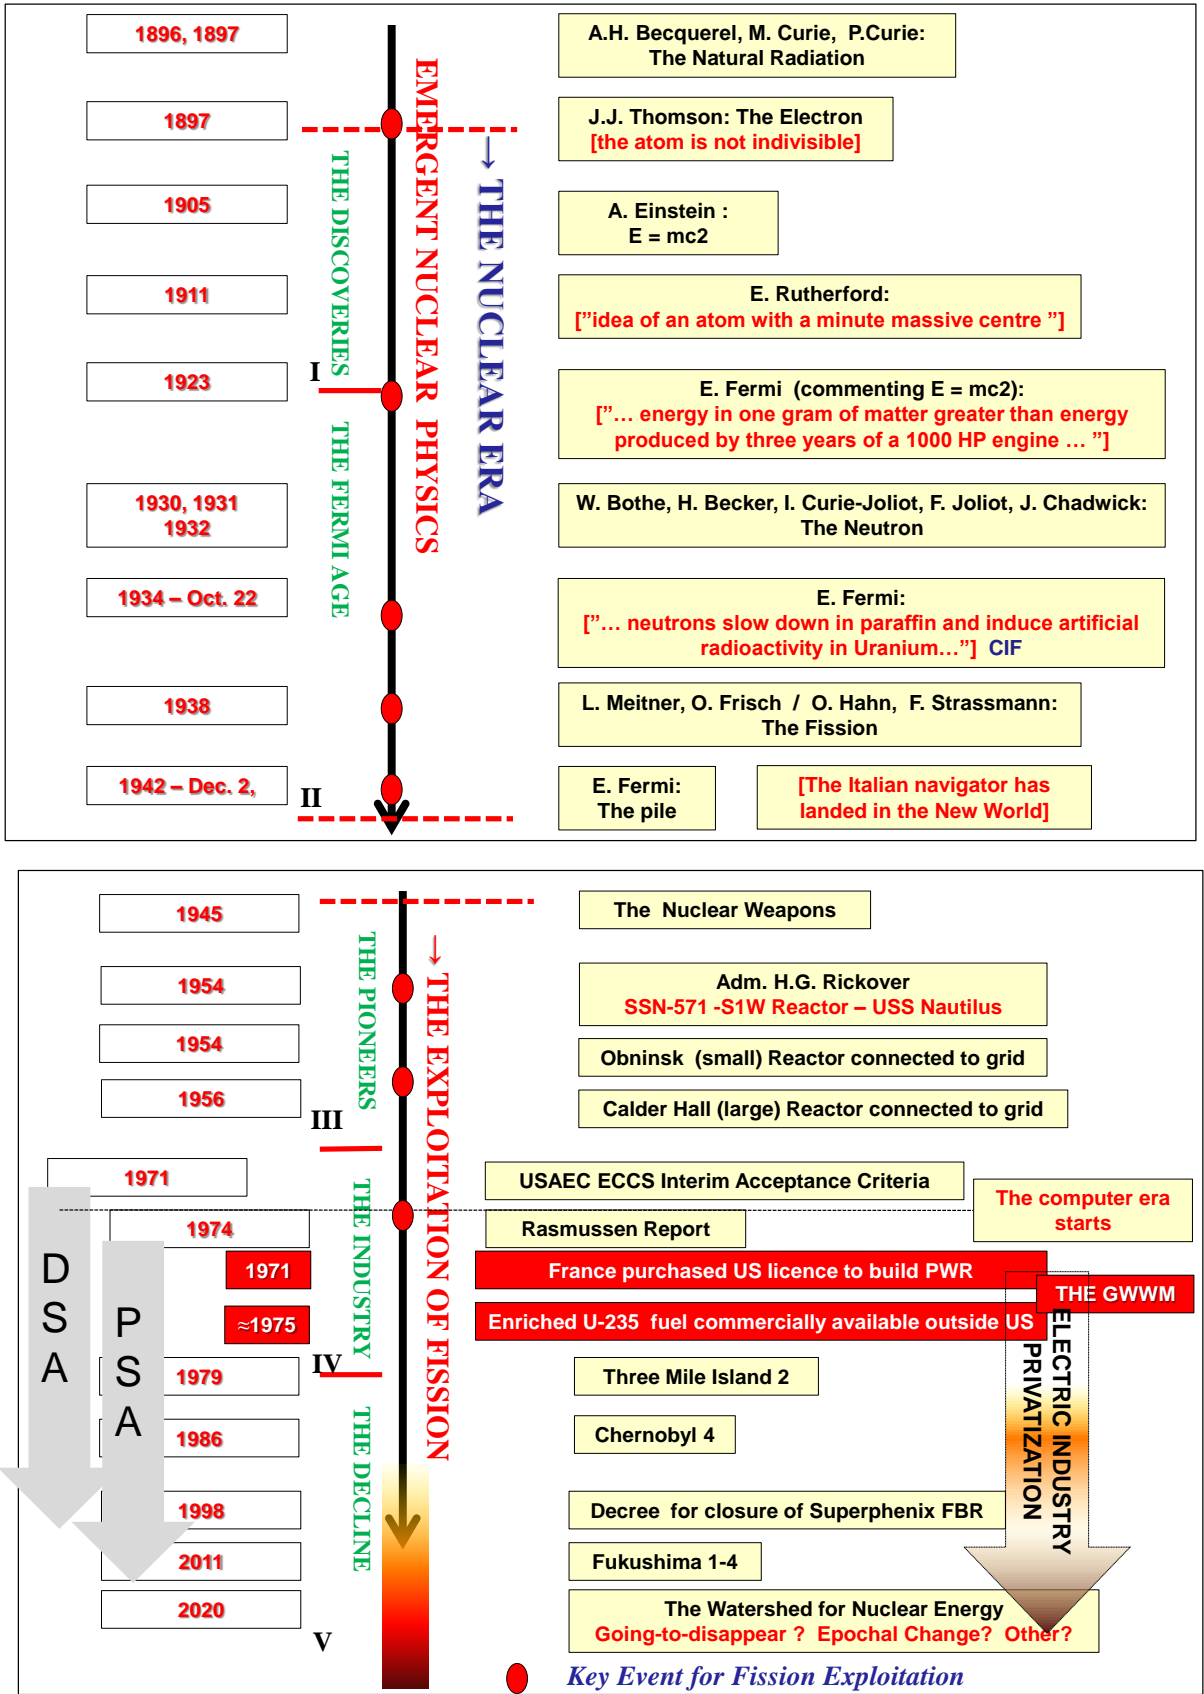 1896, 1897
A.H. Becquerel, M. Curie, P.Curie:
The Natural Radiation
1897
J.J. Thomson: The Electron
[the atom is not indivisible]
1905
A. Einstein :
E = mc2
1911
E. Rutherford:
["idea of an atom with a minute massive centre "]
I
1923
E. Fermi (commenting E = mc2):
["... energy in one gram of matter greater than energy
produced by three years of a 1000 HP engine ... "]
1930, 1931
1932
W. Bothe, H. Becker, I. Curie-Joliot, F. Joliot, J. Chadwick:
The Neutron
1934 – Oct. 22
E. Fermi:
["... neutrons slow down in paraffin and induce artificial
radioactivity in Uranium..."] CIF
1938
L. Meitner, O. Frisch / O. Hahn, F. Strassmann:
The Fission
1942 – Dec. 2,
II
E. Fermi:
The pile
[The Italian navigator has
landed in the New World]
THE DISCOVERIES
THE FERMI AGE
EMERGENT NUCLEAR PHYSICS
→ THE NUCLEAR ERA
1945
The Nuclear Weapons
1954
Adm. H.G. Rickover
SSN-571 -S1W Reactor – USS Nautilus
1954
Obninsk (small) Reactor connected to grid
1956
Calder Hall (large) Reactor connected to grid
III
1971
USAEC ECCS Interim Acceptance Criteria
The computer era
starts
1974
Rasmussen Report
1971
France purchased US licence to build PWR
THE GWWM
≈1975
Enriched U-235 fuel commercially available outside US
IV
1979
Three Mile Island 2
1986
Chernobyl 4
1998
Decree for closure of Superphenix FBR
2011
Fukushima 1-4
2020
The Watershed for Nuclear Energy
Going-to-disappear ? Epochal Change? Other?
V
DSA
PSA
THE PIONEERS
THE INDUSTRY
THE DECLINE
→ THE EXPLOITATION OF FISSION
ELECTRIC INDUSTRY
PRIVATIZATION
Key Event for Fission Exploitation